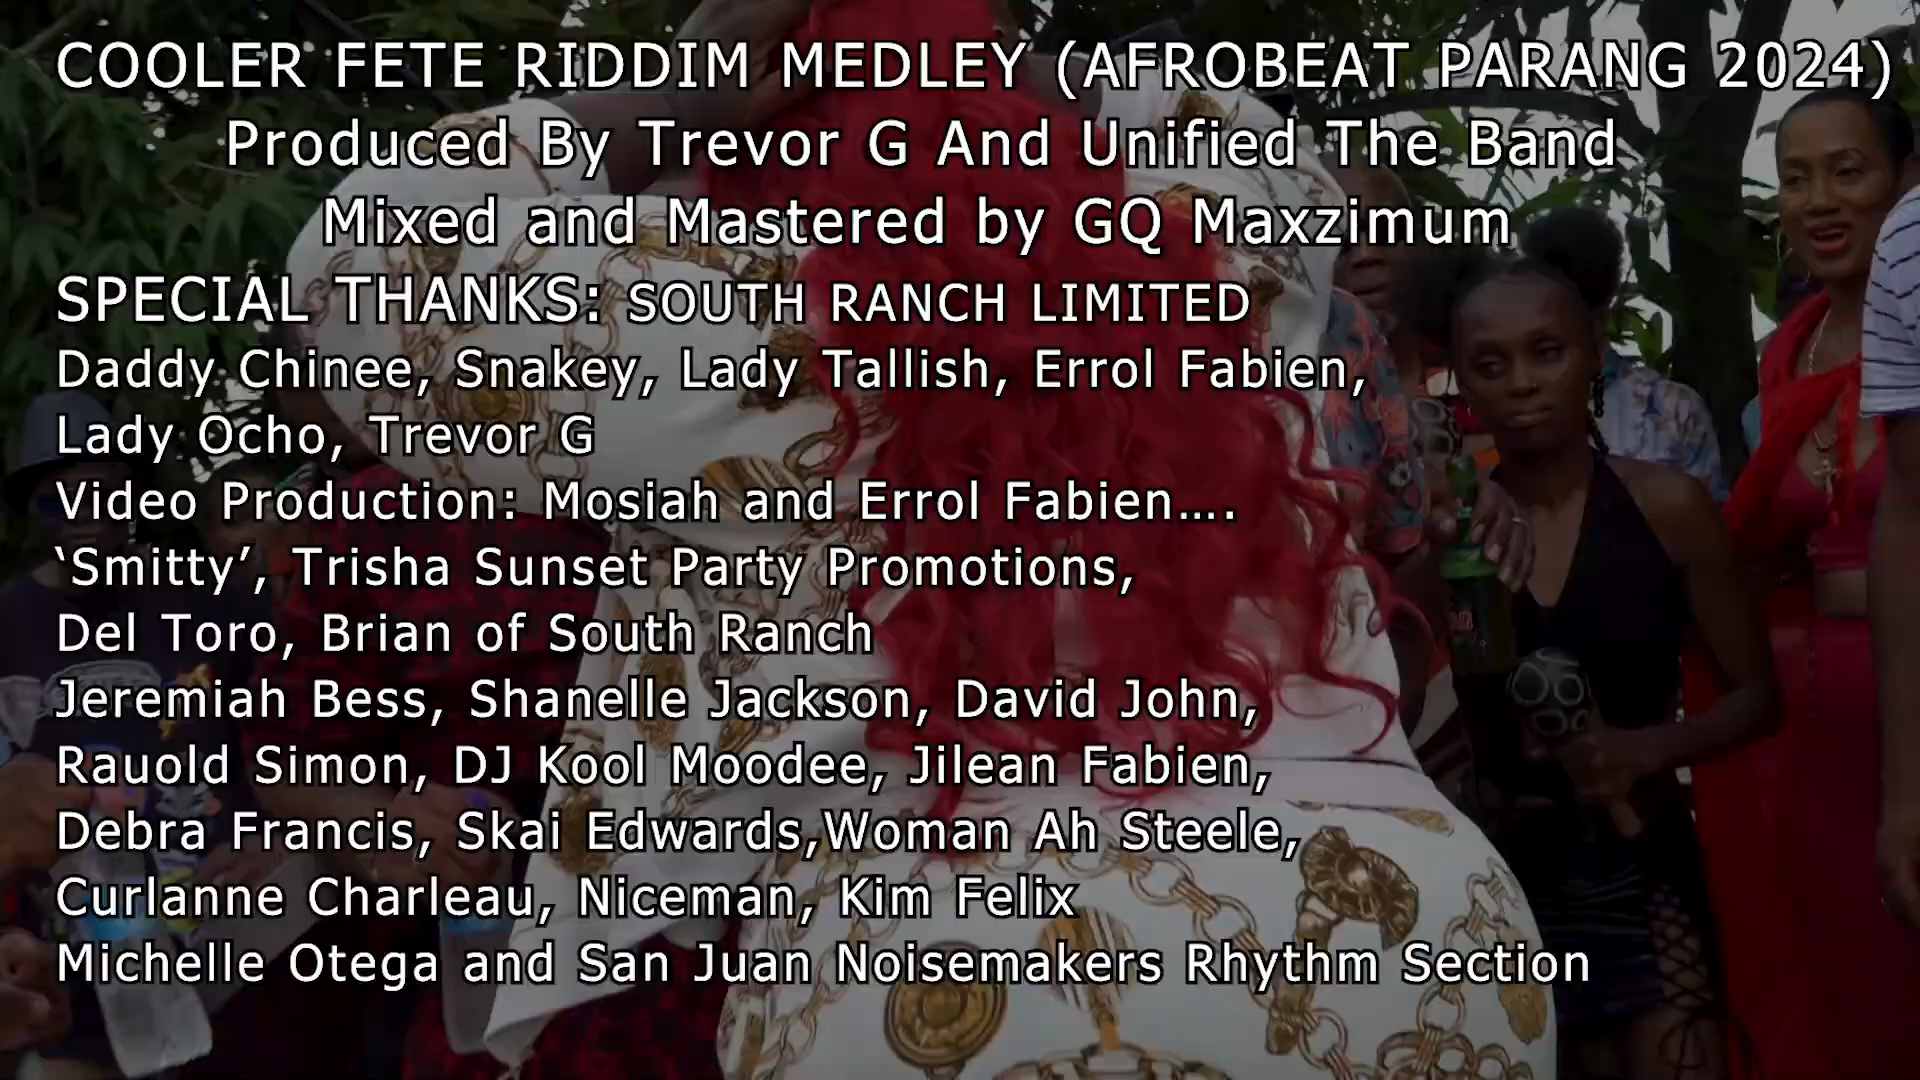 COOLER FETE RIDDIM MEDLEY (AFROBEAT PARANG 2024)
Produced By Trevor G And Unified The Band
Mixed and Mastered by GQ Maxzimum
SPECIAL THANKS: SOUTH RANCH LIMITED
Daddy Chinee, Snakey, Lady Tallish, Errol Fabien,
Lady Ocho, Trevor G
Video Production: Mosiah and Errol Fabien….
‘Smitty’, Trisha Sunset Party Promotions,
Del Toro, Brian of South Ranch
Jeremiah Bess, Shanelle Jackson, David John,
Rauold Simon, DJ Kool Moodee, Jilean Fabien,
Debra Francis, Skai Edwards,Woman Ah Steele,
Curlanne Charleau, Niceman, Kim Felix
Michelle Otega and San Juan Noisemakers Rhythm Section